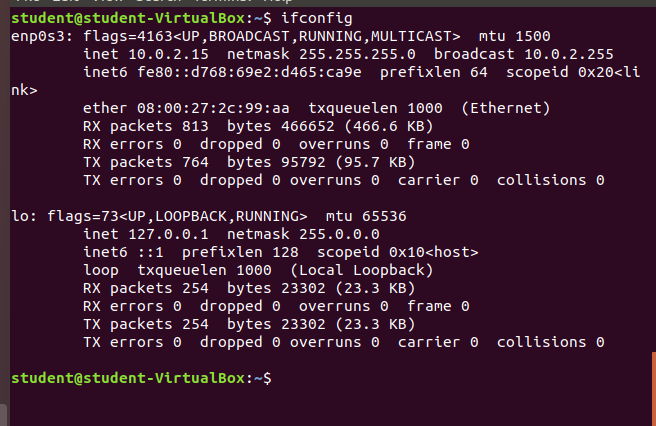 student@student-VirtualBox:~$ ifconfig
enp0s3: flags=4163<UP,BROADCAST,RUNNING,MULTICAST>  mtu 1500
        inet 10.0.2.15  netmask 255.255.255.0  broadcast 10.0.2.255
        inet6 fe80::d768:69e2:d465:ca9e  prefixlen 64  scopeid 0x20<li
nk>
        ether 08:00:27:2c:99:aa  txqueuelen 1000  (Ethernet)
        RX packets 813  bytes 466652 (466.6 KB)
        RX errors 0  dropped 0  overruns 0  frame 0
        TX packets 764  bytes 95792 (95.7 KB)
        TX errors 0  dropped 0 overruns 0  carrier 0  collisions 0

lo: flags=73<UP,LOOPBACK,RUNNING>  mtu 65536
        inet 127.0.0.1  netmask 255.0.0.0
        inet6 ::1  prefixlen 128  scopeid 0x10<host>
        loop  txqueuelen 1000  (Local Loopback)
        RX packets 254  bytes 23302 (23.3 KB)
        RX errors 0  dropped 0  overruns 0  frame 0
        TX packets 254  bytes 23302 (23.3 KB)
        TX errors 0  dropped 0 overruns 0  carrier 0  collisions 0

student@student-VirtualBox:~$